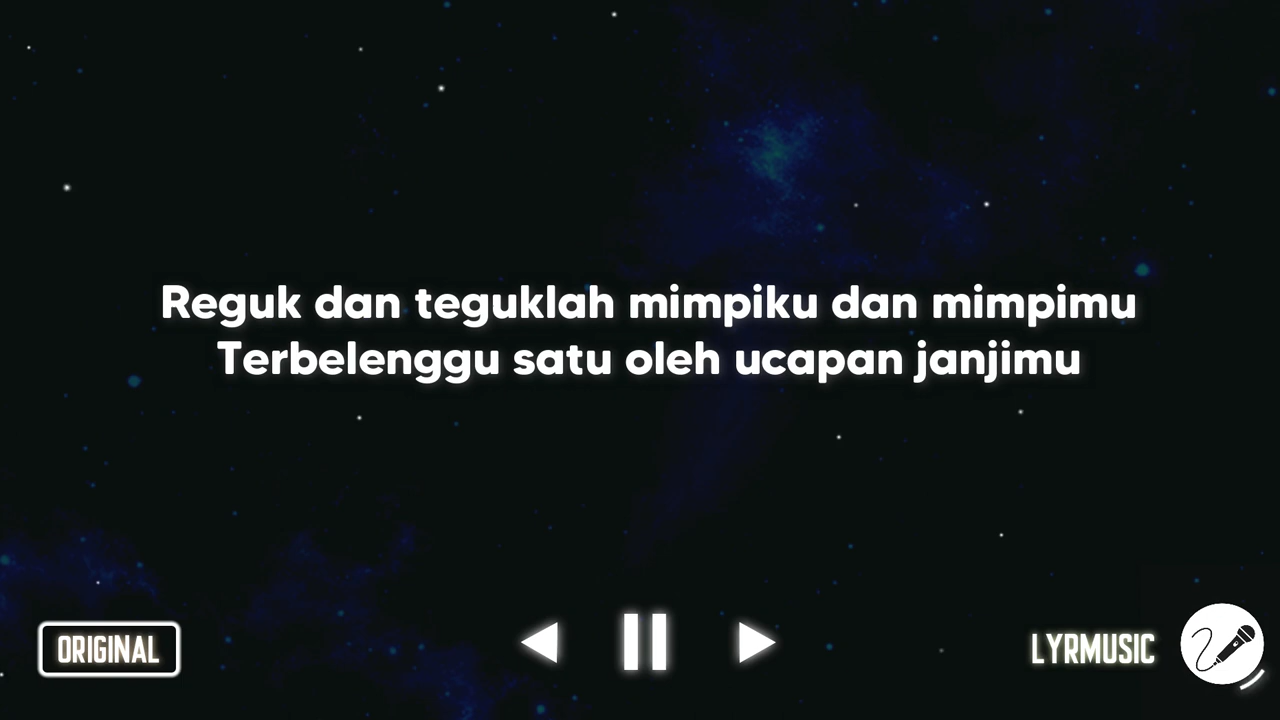 Reguk dan teguklah mimpiku dan mimpimu
Terbelenggu satu oleh ucapan janjimu
ORIGINAL
LYRMUSIC